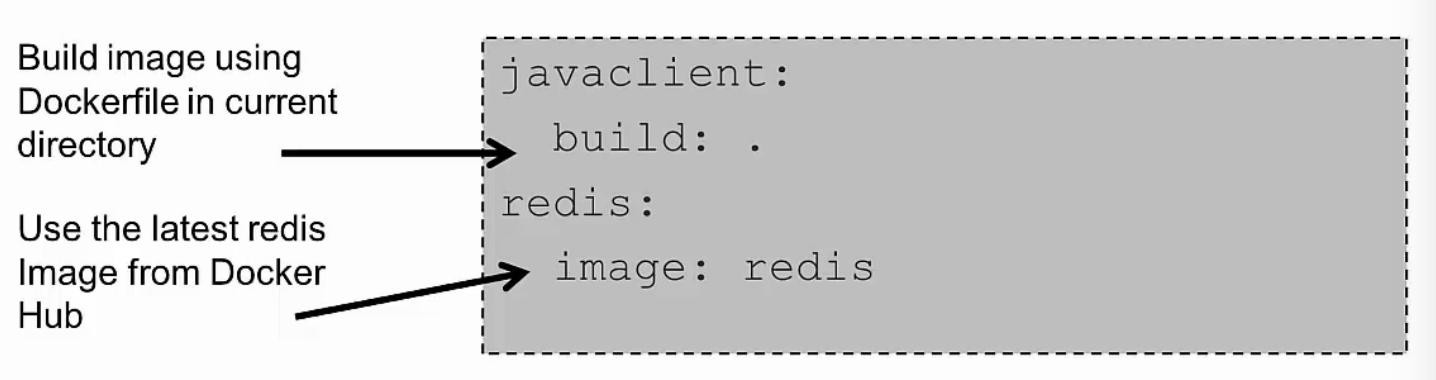 Build image using
Dockerfile in current
directory
Use the latest redis
Image from Docker
Hub
javaclient:
build: .
redis:
image: redis